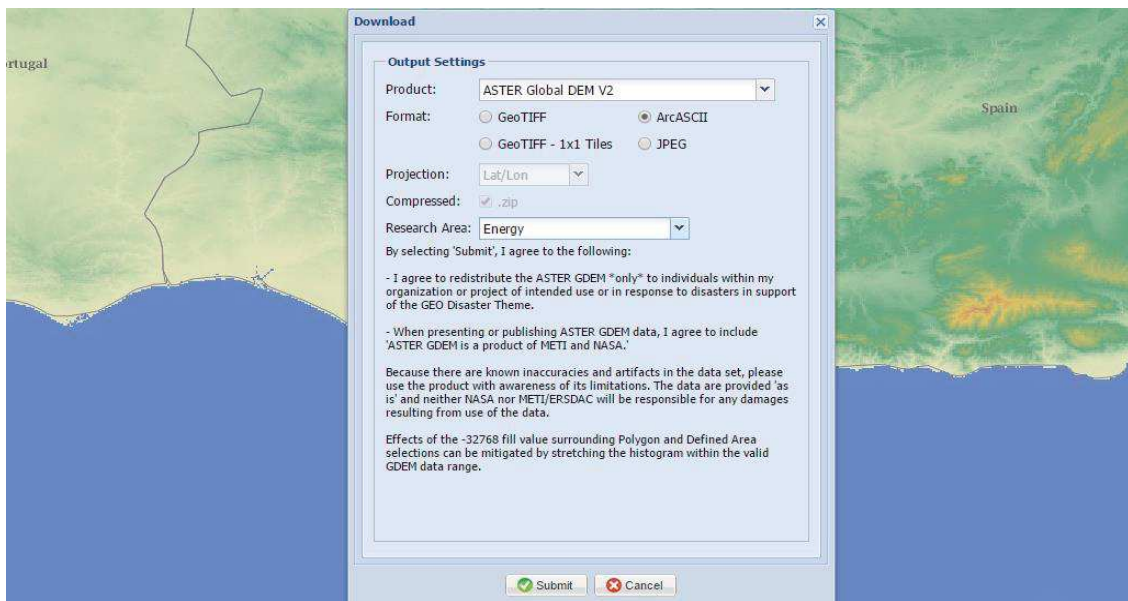 rtugal
Spain
Download
Output Settings
Product: ASTER Global DEM V2
Format: GeoTIFF ArcASCII
GeoTIFF - 1x1 Tiles JPEG
Projection: Lat/Lon
Compressed: .zip
Research Area: Energy
By selecting 'Submit', I agree to the following:
- I agree to redistribute the ASTER GDEM *only* to individuals within my
organization or project of intended use or in response to disasters in support
of the GEO Disaster Theme.
- When presenting or publishing ASTER GDEM data, I agree to include
'ASTER GDEM is a product of METI and NASA.'
Because there are known inaccuracies and artifacts in the data set, please
use the product with awareness of its limitations. The data are provided 'as
is' and neither NASA nor METI/ERSDAC will be responsible for any damages
resulting from use of the data.
Effects of the -32768 fill value surrounding Polygon and Defined Area
selections can be mitigated by stretching the histogram within the valid
GDEM data range.
Submit Cancel